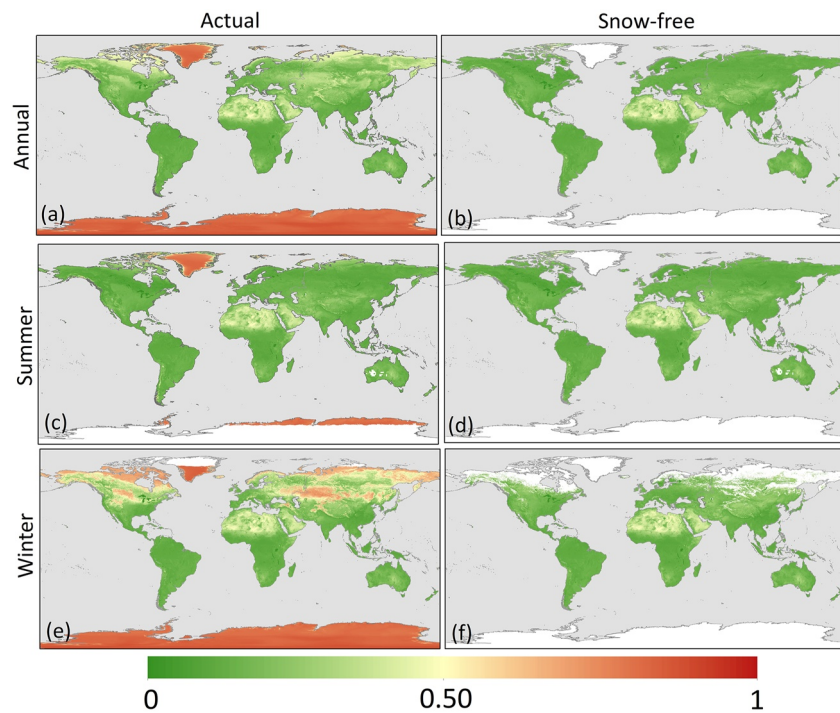 Actual
Snow-free
Annual
(a)
(b)
Summer
(c)
(d)
Winter
(e)
(f)
0
0.50
1